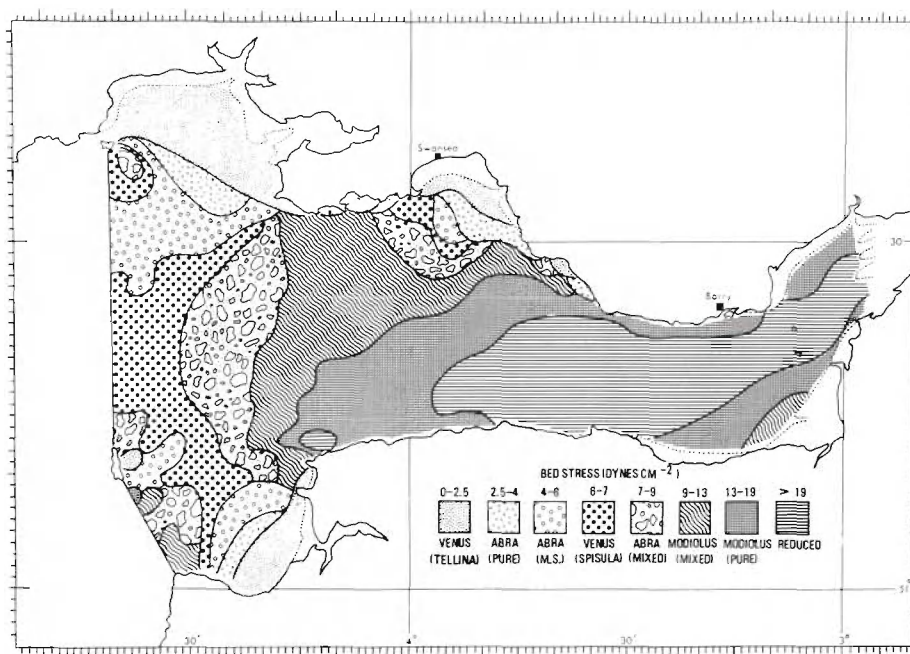 Swansea
30
Barry
BED STRESS (DYNES CM⁻²)
0-2.5 2.5-4 4-6 6-7 7-9 9-13 13-19 > 19
VENUS ABRA ABRA VENUS ABRA MODIOLUS MODIOLUS REDUCED
(TELLINA) (PURE) (M.S.) (SPISULA) (MIXED) (MIXED) (PURE)
51°
30' 4° 30' 3°